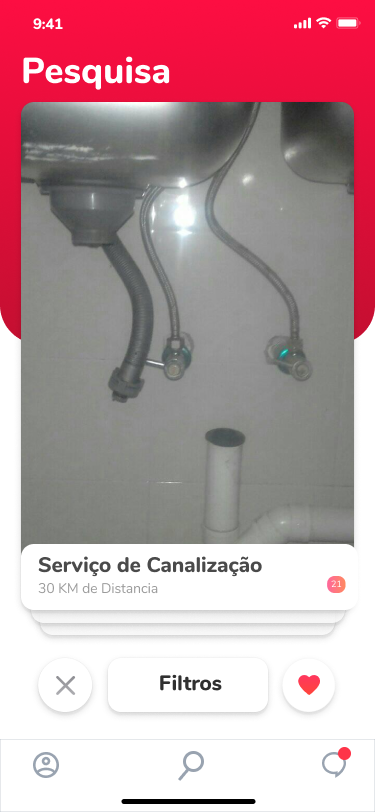 9:41
Pesquisa
Serviço de Canalização
30 KM de Distancia
21
Filtros